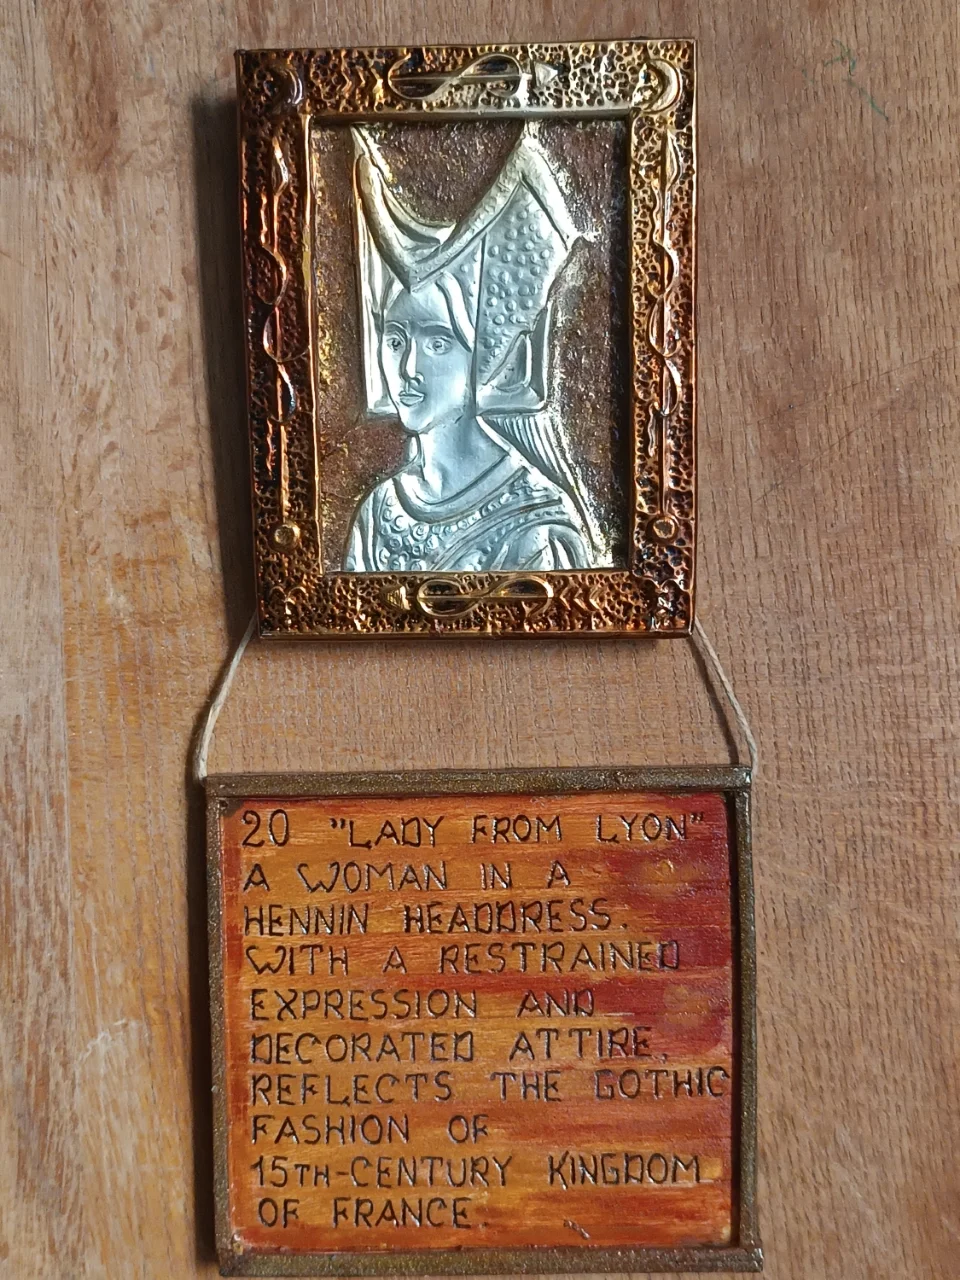 20 "LADY FROM LYON"
A WOMAN IN A
HENNIN HEADDRESS.
WITH A RESTRAINED
EXPRESSION AND
DECORATED ATTIRE,
REFLECTS THE GOTHIC
FASHION OF
15TH-CENTURY KINGDOM
OF FRANCE.